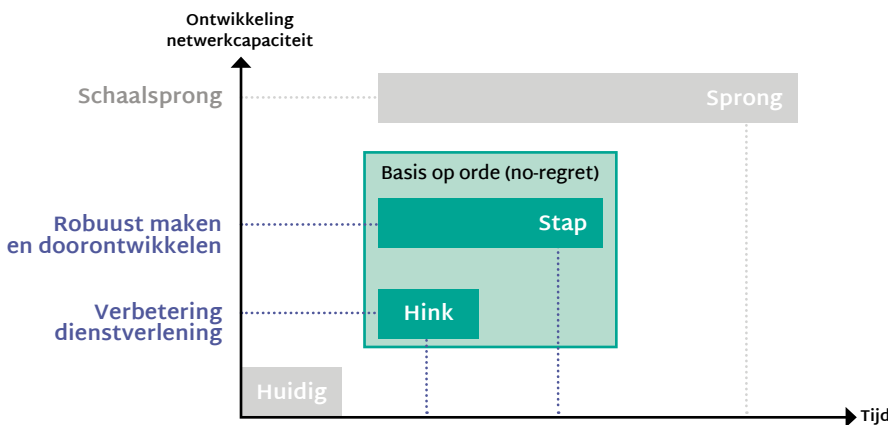 Ontwikkeling
netwerkcapaciteit
Schaalsprong
Sprong
Basis op orde (no-regret)
Robuust maken
en doorontwikkelen
Stap
Verbetering
dienstverlening
Hink
Huidig
Tijd